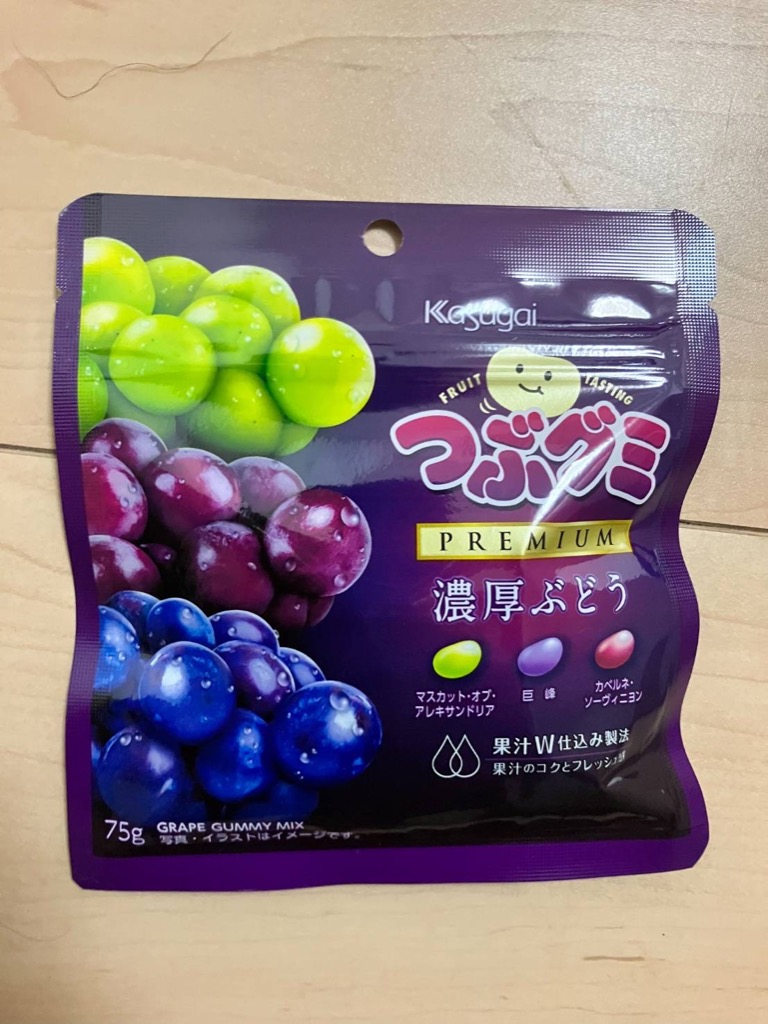 Kasugai
FRUIT TASTING
つぶグミ
PREMIUM
濃厚ぶどう
マスカット・オブ・
アレキサンドリア
巨峰
カベルネ・
ソーヴィニヨン
果汁W仕込み製法
果汁のコクとフレッシュ
75g GRAPE GUMMY MIX
写真・イラストはイメージです。